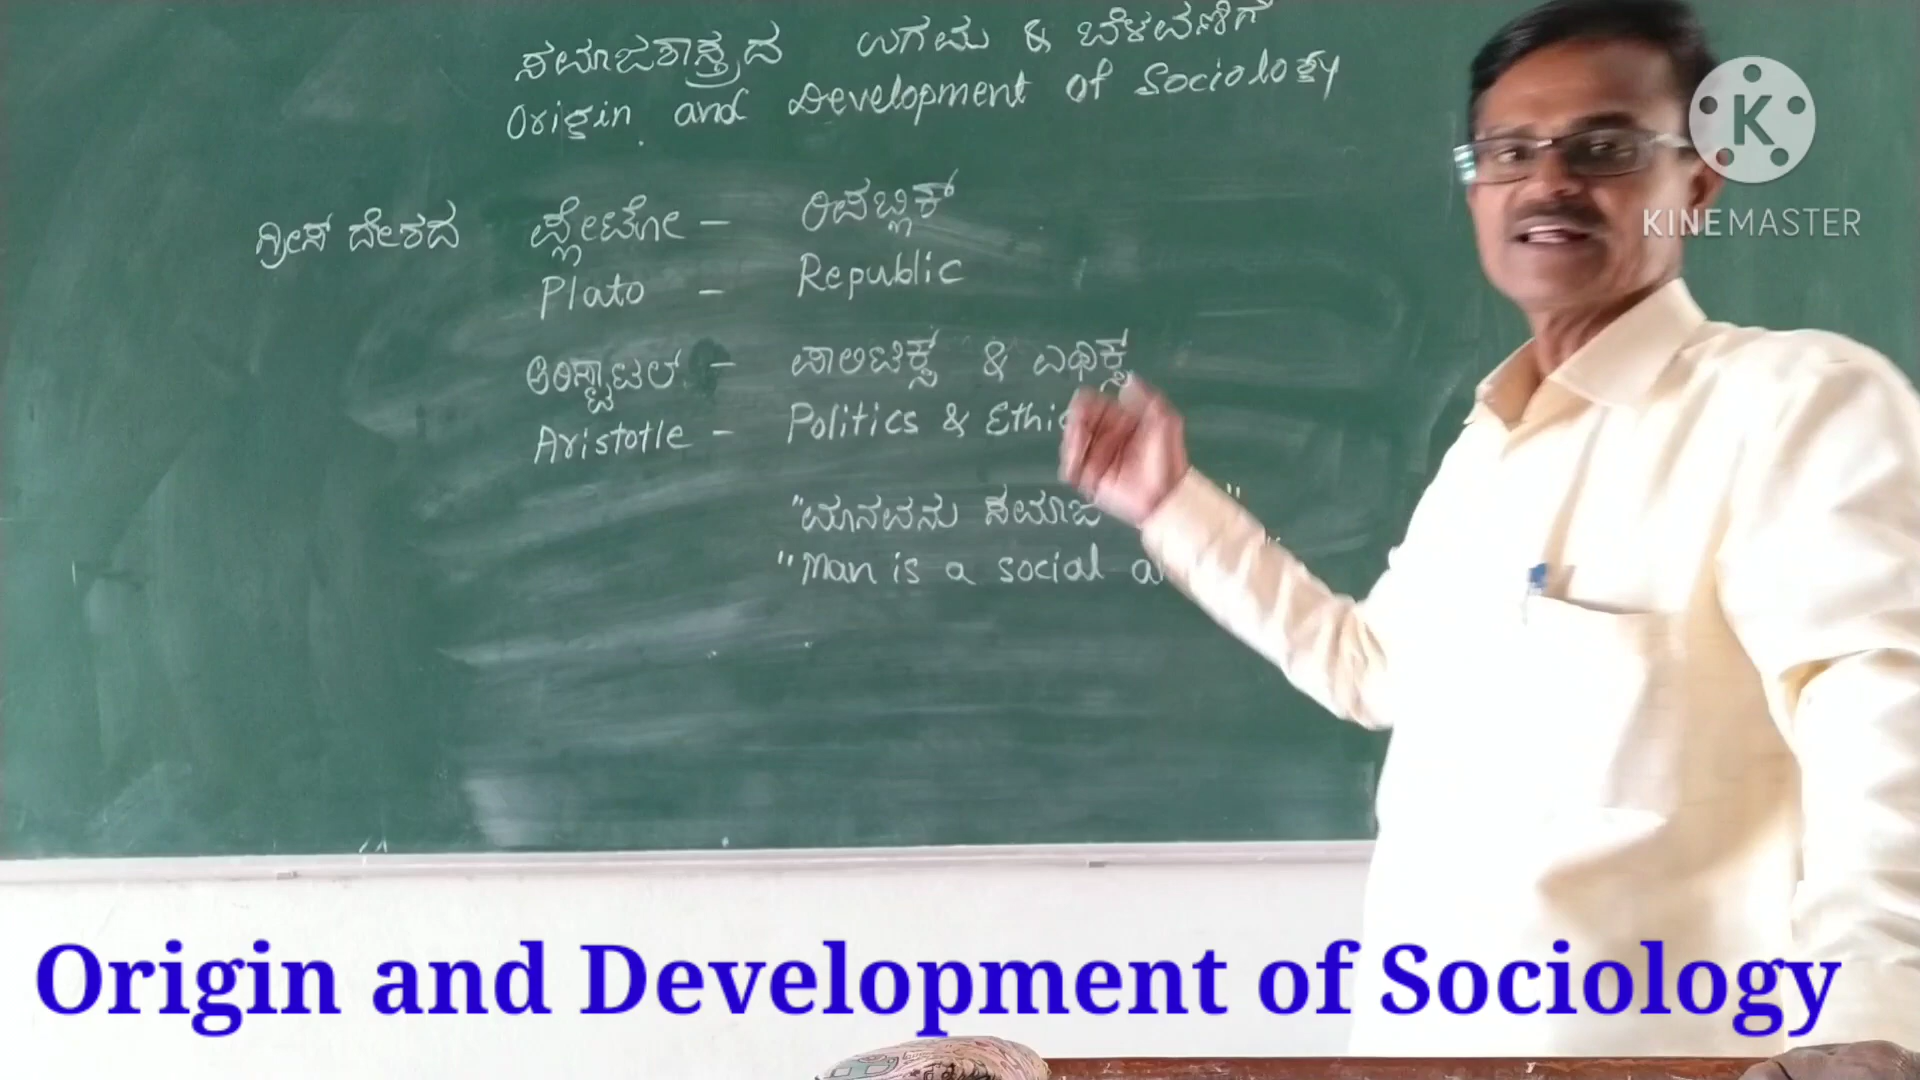 ಸಮಾಜಶಾಸ್ತ್ರದ ಉಗಮ & ಬೆಳವಣಿಗೆ
Origin and Development of Sociology
ಗ್ರೀಸ್ ದೇಶದ ಪ್ಲೇಟೋ – ರಿಪಬ್ಲಿಕ್
Plato – Republic
ಅರಿಸ್ಟಾಟಲ್ – ಪಾಲಿಟಿಕ್ಸ್ & ಎಥಿಕ್ಸ್
Aristotle – Politics & Ethic
"ಮಾನವನು ಸಮಾಜ "
"Man is a social a
K
KINEMASTER
Origin and Development of Sociology